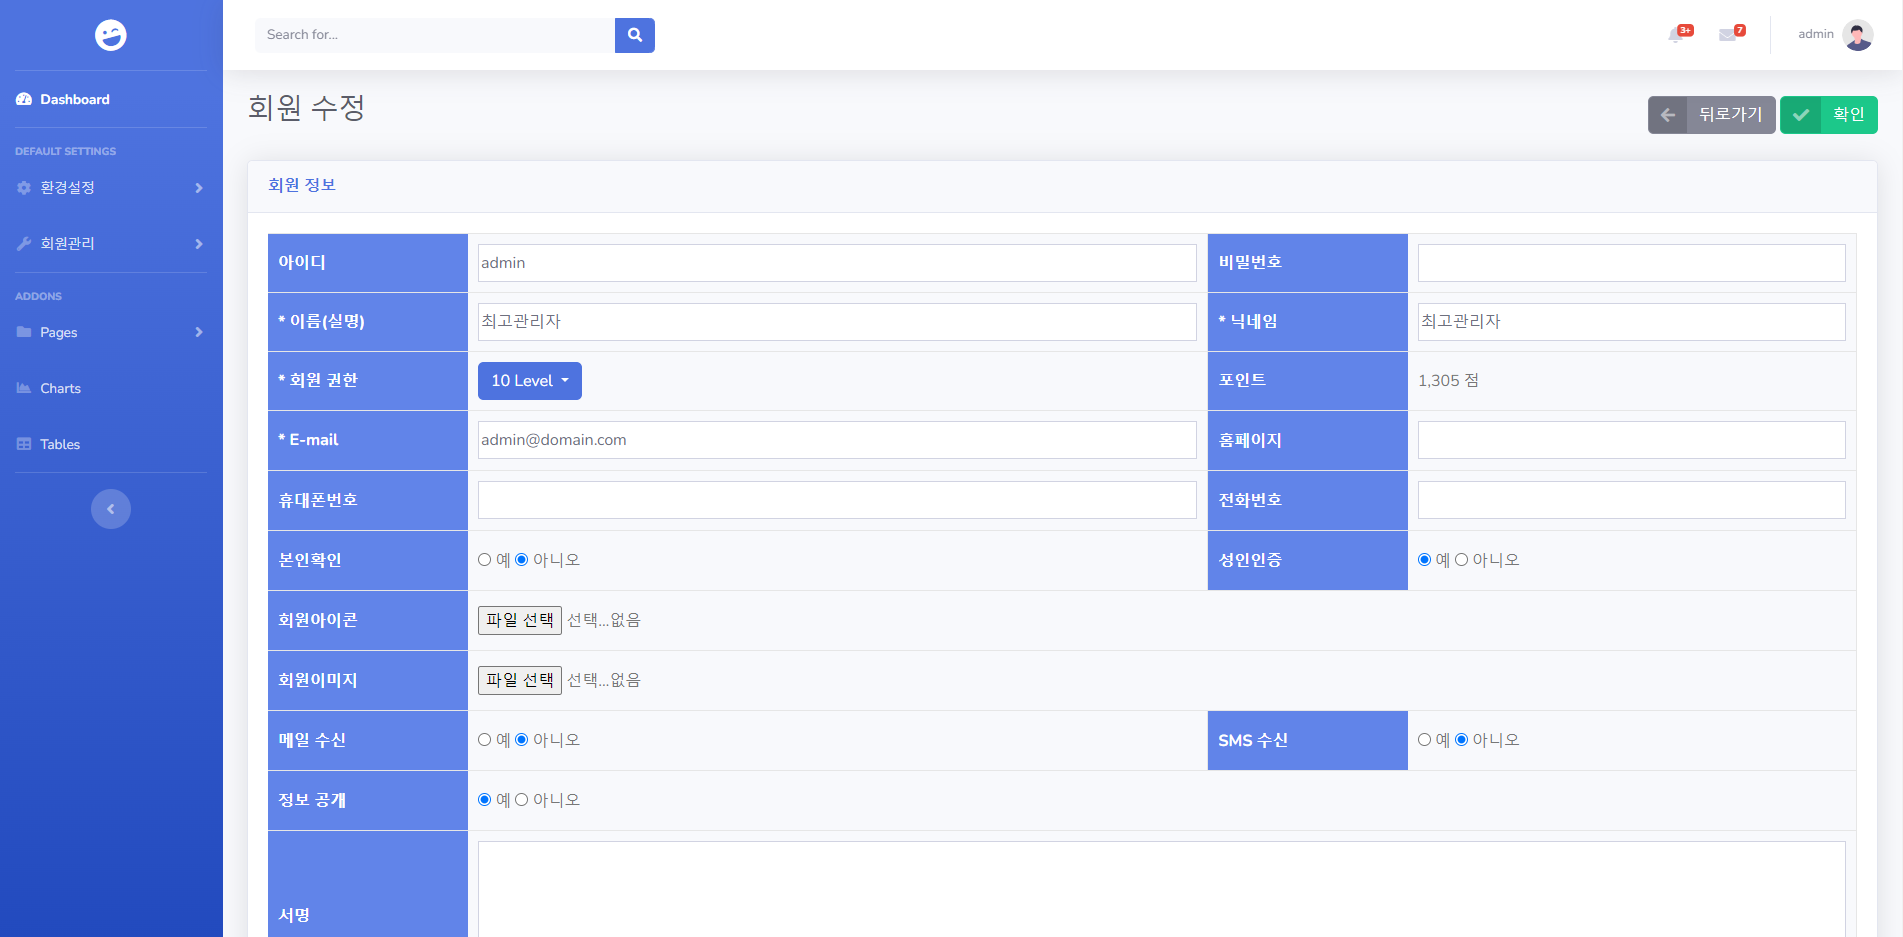 Search for...
3+
7
admin
Dashboard
DEFAULT SETTINGS
환경설정
회원관리
ADDONS
Pages
Charts
Tables
회원 수정
뒤로가기
확인
회원 정보
아이디 admin 비밀번호
* 이름(실명) 최고관리자 * 닉네임 최고관리자
* 회원 권한 10 Level 포인트 1,305 점
* E-mail admin@domain.com 홈페이지
휴대폰번호 전화번호
본인확인 예 아니오 성인인증 예 아니오
회원아이콘 파일 선택 선택...없음
회원이미지 파일 선택 선택...없음
메일 수신 예 아니오 SMS 수신 예 아니오
정보 공개 예 아니오
서명